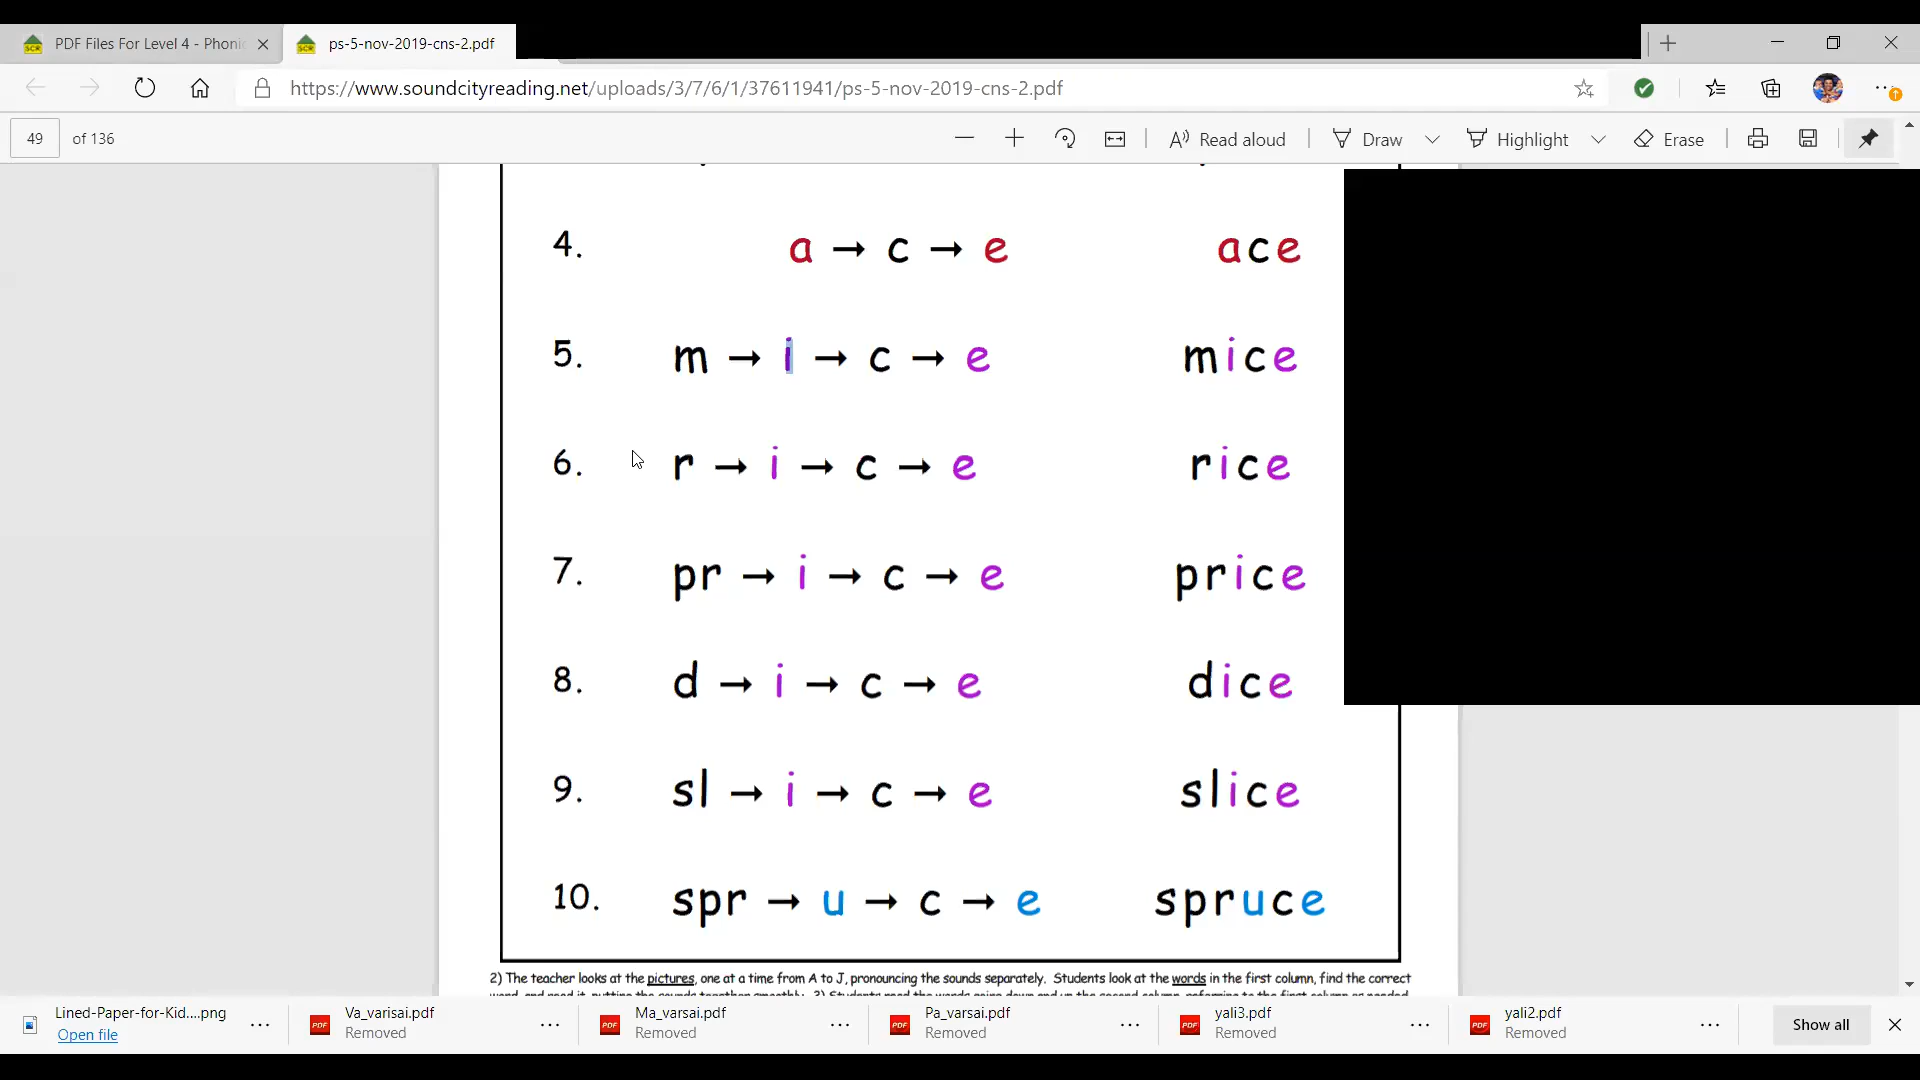 PDF Files For Level 4 - Phoni
ps-5-nov-2019-cns-2.pdf
https://www.soundcityreading.net/uploads/3/7/6/1/37611941/ps-5-nov-2019-cns-2.pdf
49 of 136 Read aloud Draw Highlight Erase
4. a → c → e ace
5. m → i → c → e mice
6. r → i → c → e rice
7. pr → i → c → e price
8. d → i → c → e dice
9. sl → i → c → e slice
10. spr → u → c → e spruce
2) The teacher looks at the pictures, one at a time from A to J, pronouncing the sounds separately. Students look at the words in the first column, find the correct
Lined-Paper-for-Kid....png Va_varisai.pdf Ma_varsai.pdf Pa_varsai.pdf yali3.pdf yali2.pdf
Open file Removed Removed Removed Removed Removed Show all